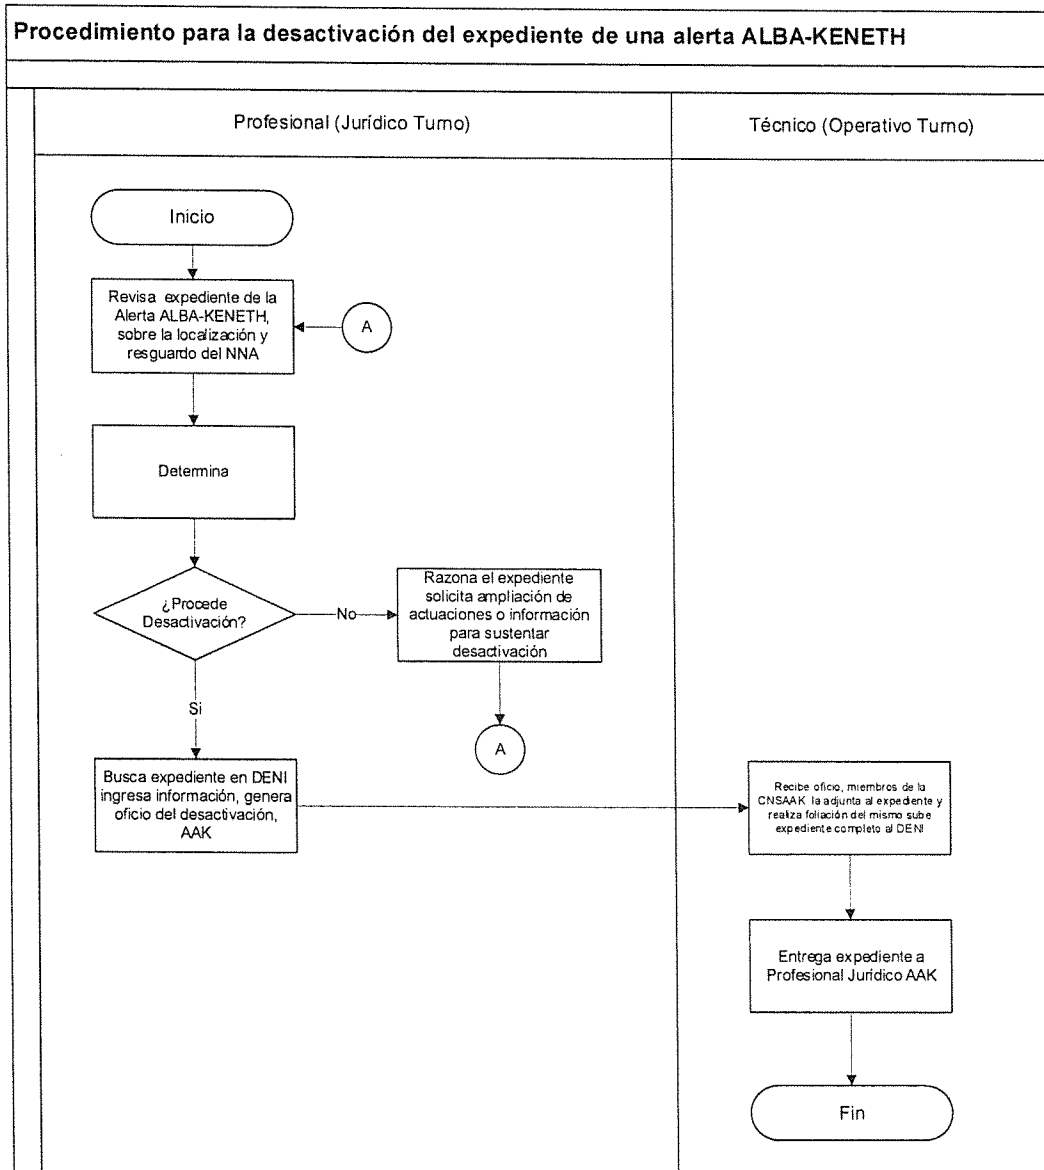 Procedimiento para la desactivación del expediente de una alerta ALBA-KENETH
Profesional (Jurídico Turno)
Técnico (Operativo Turno)
Inicio
Revisa expediente de la
Alerta ALBA-KENETH,
sobre la localización y
resguardo del NNA
A
Determina
¿Procede
Desactivación?
No
Razona el expediente
solicita ampliación de
actuaciones o información
para sustentar
desactivación
A
Si
Busca expediente en DENI
ingresa información, genera
oficio del desactivación,
AAK
Recibe oficio, miembros de la
CNSAAK la adjunta al expediente y
realiza foliación del mismo sube
expediente completo al DENI
Entrega expediente a
Profesional Jurídico AAK
Fin